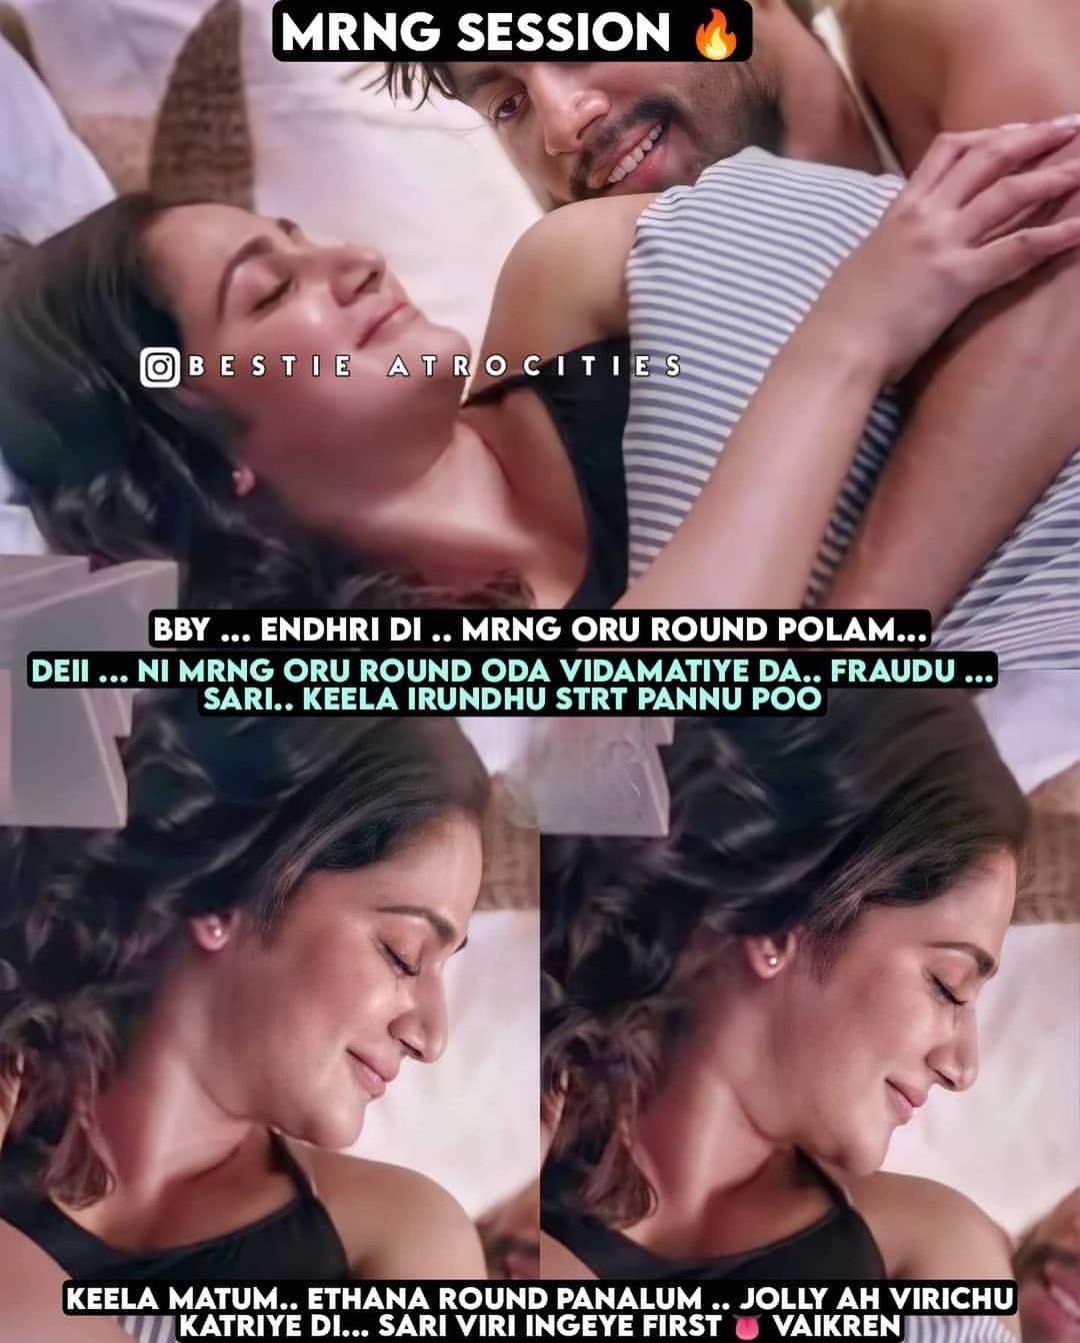 MRNG SESSION 🔥
BESTIE ATROCITIES
BBY ... ENDHRI DI .. MRNG ORU ROUND POLAM...
DEII ... NI MRNG ORU ROUND ODA VIDAMATIYE DA.. FRAUDU ...
SARI.. KEELA IRUNDHU STRT PANNU POO
KEELA MATUM.. ETHANA ROUND PANALUM .. JOLLY AH VIRICHU
KATRIYE DI... SARI VIRI INGEYE FIRST 👅 VAIKREN